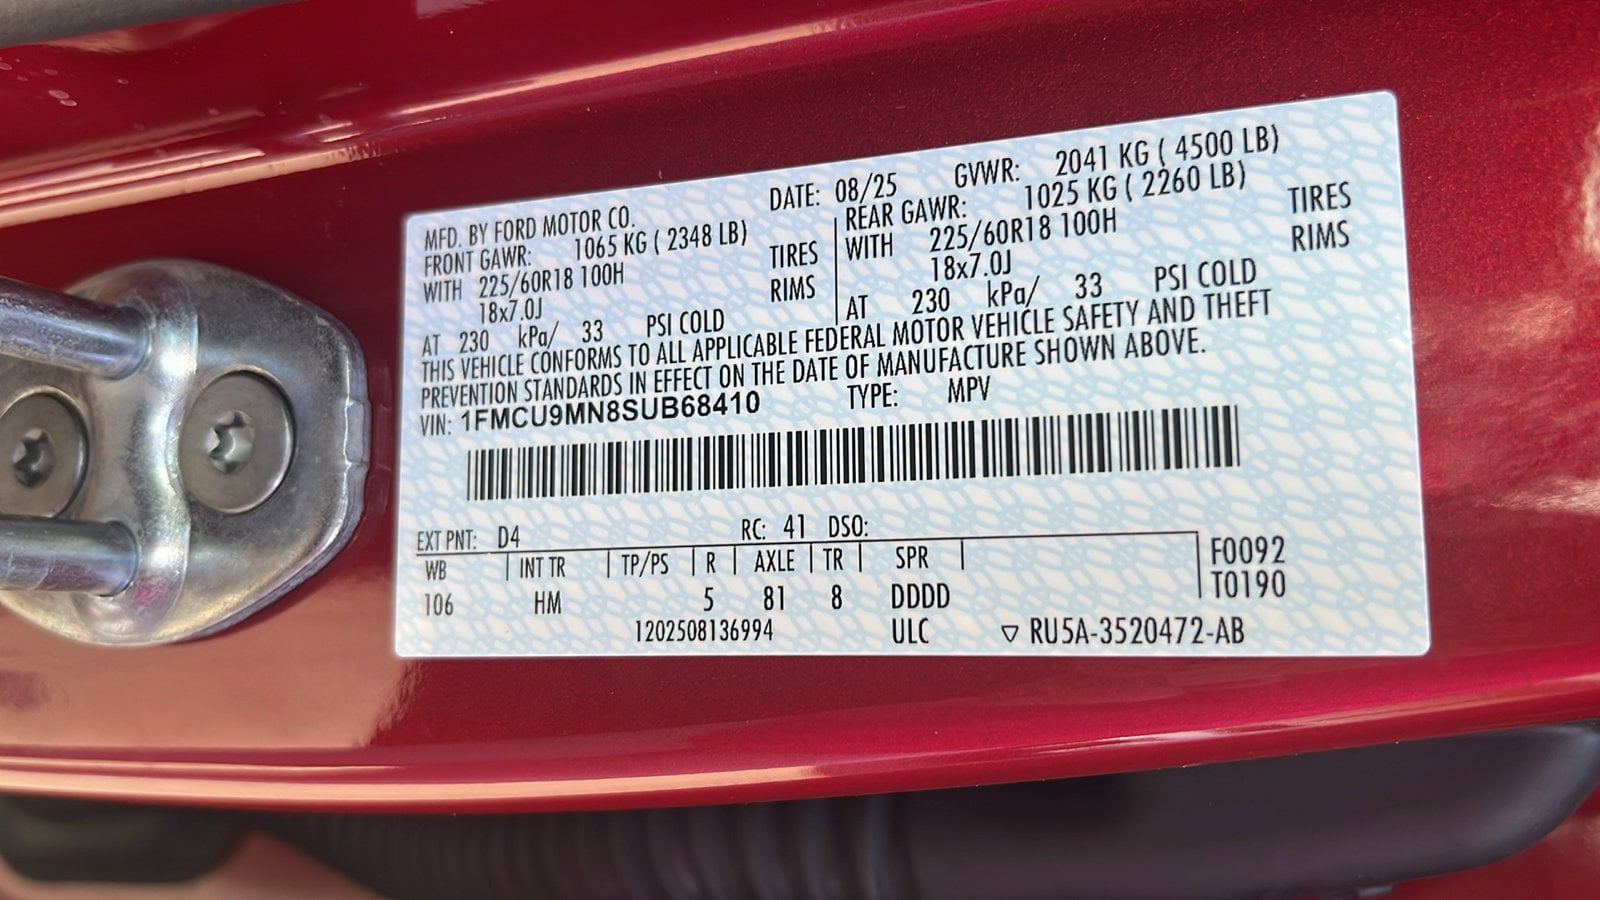 MFD. BY FORD MOTOR CO. DATE: 08/25 GVWR: 2041 KG ( 4500 LB)
FRONT GAWR: 1065 KG ( 2348 LB) REAR GAWR: 1025 KG ( 2260 LB)
WITH 225/60R18 100H TIRES WITH 225/60R18 100H TIRES
18x7.0J RIMS 18x7.0J RIMS
AT 230 kPa/ 33 PSI COLD AT 230 kPa/ 33 PSI COLD
THIS VEHICLE CONFORMS TO ALL APPLICABLE FEDERAL MOTOR VEHICLE SAFETY AND THEFT
PREVENTION STANDARDS IN EFFECT ON THE DATE OF MANUFACTURE SHOWN ABOVE.
VIN: 1FMCU9MN8SUB68410 TYPE: MPV
EXT PNT: D4 RC: 41 DSO:
WB INT TR TP/PS R AXLE TR SPR F0092
106 HM 5 81 8 DDDD T0190
1202508136994 ULC ▽ RU5A-3520472-AB